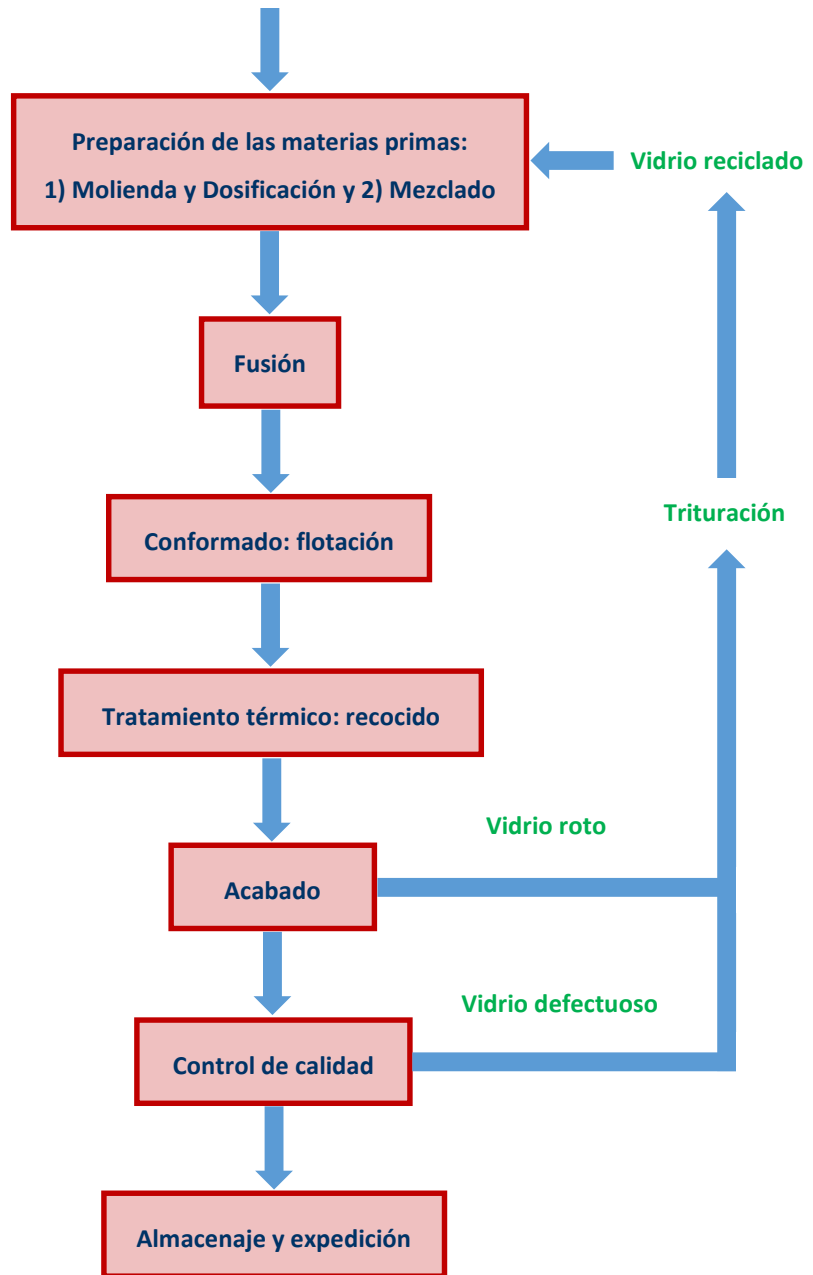 Preparación de las materias primas:
1) Molienda y Dosificación y 2) Mezclado
Vidrio reciclado
Fusión
Trituración
Conformado: flotación
Tratamiento térmico: recocido
Vidrio roto
Acabado
Vidrio defectuoso
Control de calidad
Almacenaje y expedición